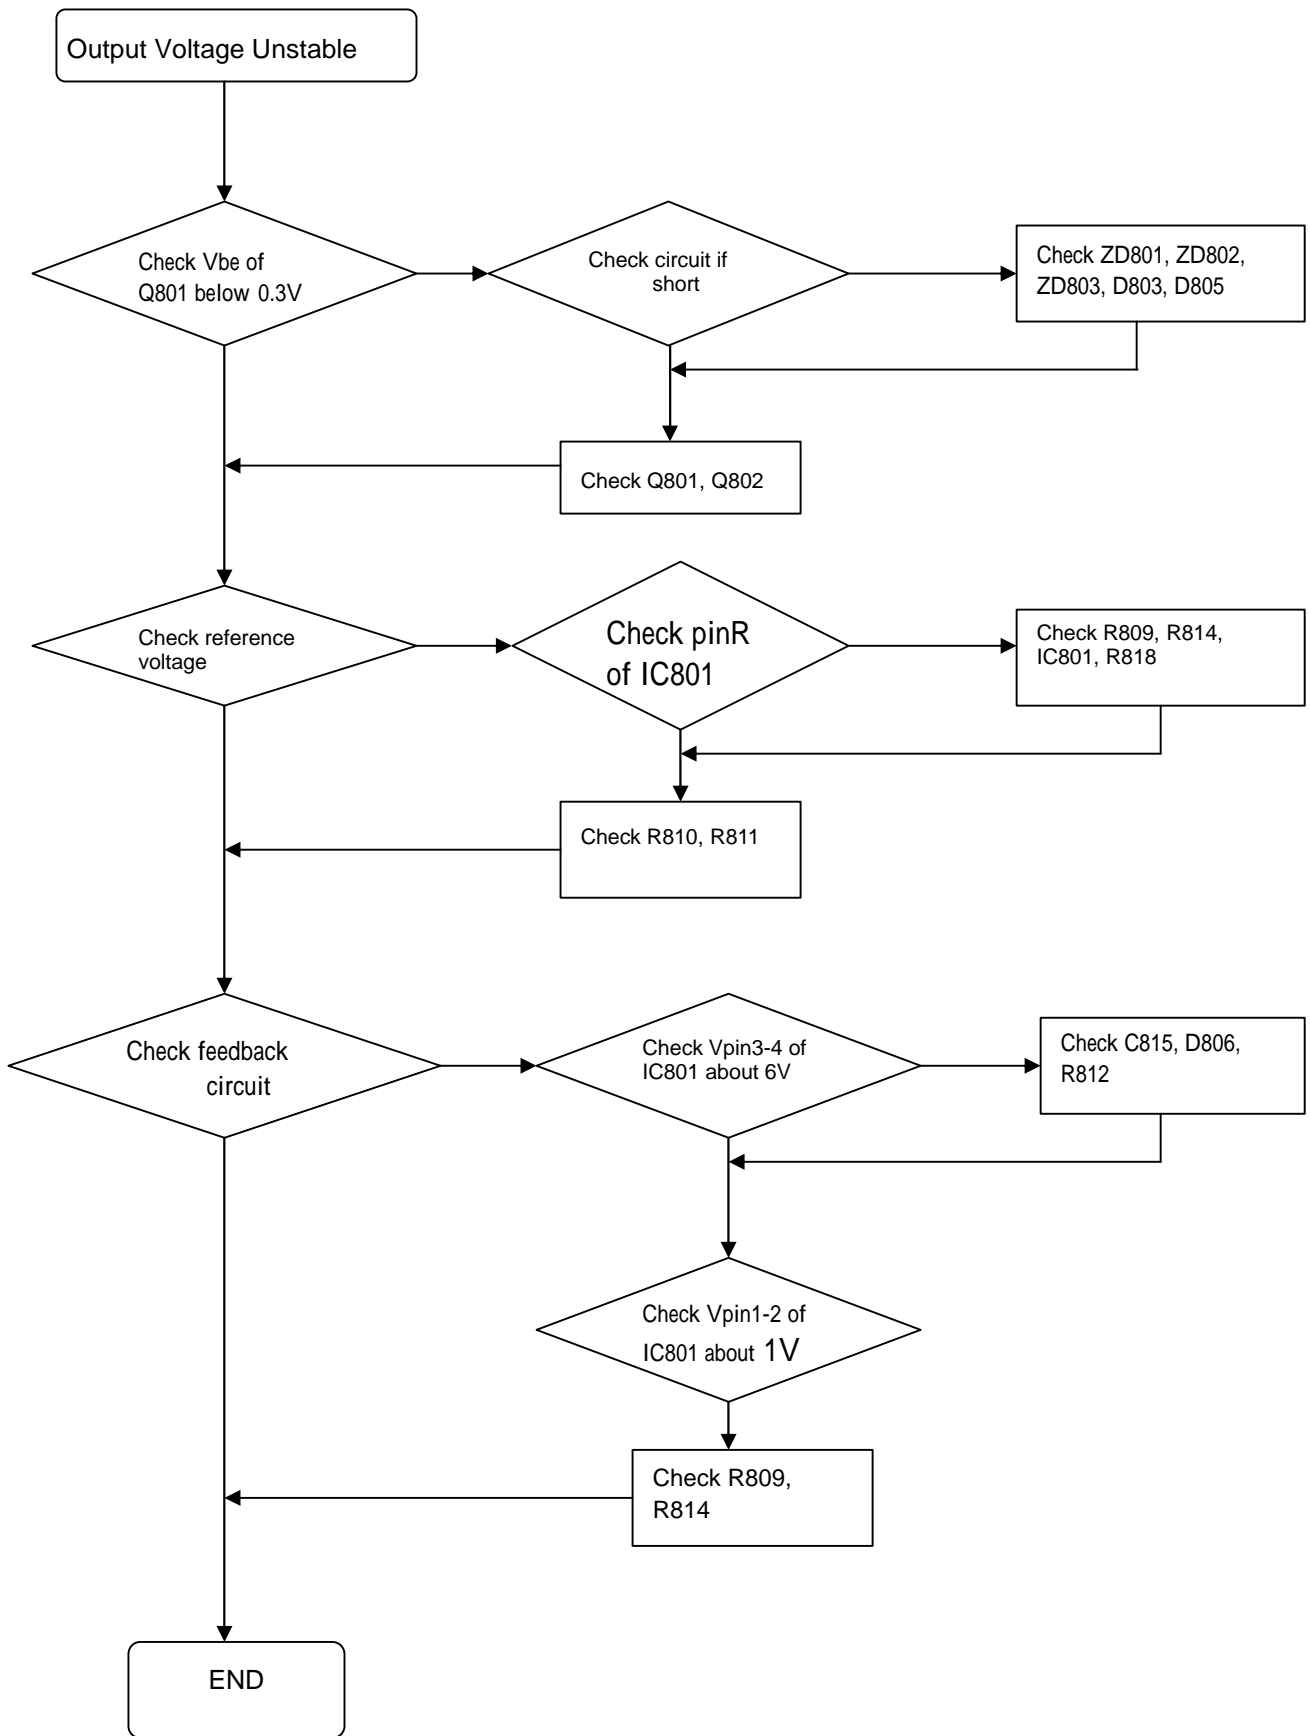 Output Voltage Unstable
Check Vbe of
Q801 below 0.3V
Check circuit if
short
Check ZD801, ZD802,
ZD803, D803, D805
Check Q801, Q802
Check reference
voltage
Check pinR
of IC801
Check R809, R814,
IC801, R818
Check R810, R811
Check feedback
circuit
Check Vpin3-4 of
IC801 about 6V
Check C815, D806,
R812
Check Vpin1-2 of
IC801 about 1V
Check R809,
R814
END